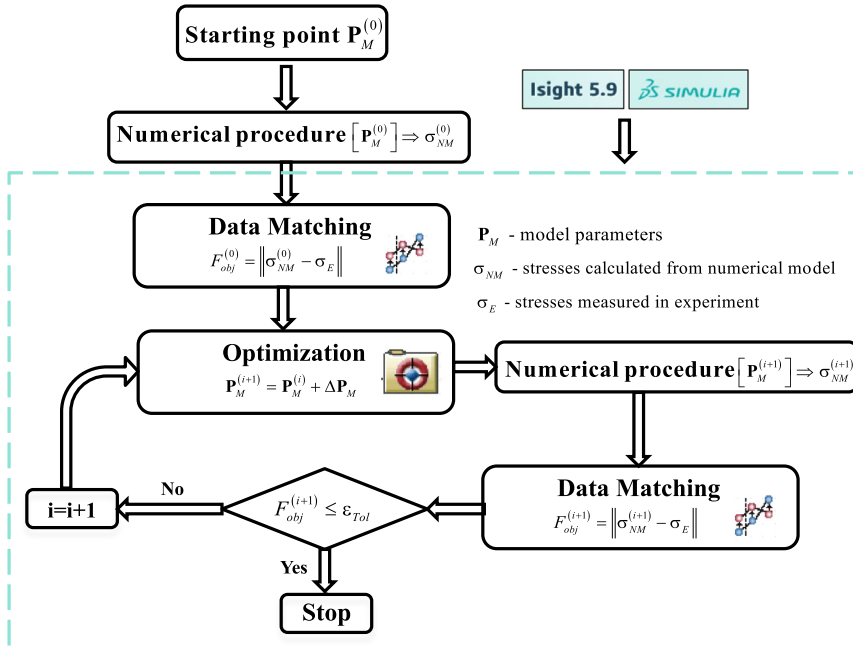 Starting point P_M^(0)
Isight 5.9
3DS SIMULIA
Numerical procedure [P_M^(0)] ⇒ σ_NM^(0)
Data Matching
F_obj^(0) = ‖σ_NM^(0) − σ_E‖
P_M - model parameters
σ_NM - stresses calculated from numerical model
σ_E - stresses measured in experiment
Optimization
P_M^(i+1) = P_M^(i) + ΔP_M
Numerical procedure [P_M^(i+1)] ⇒ σ_NM^(i+1)
Data Matching
F_obj^(i+1) = ‖σ_NM^(i+1) − σ_E‖
F_obj^(i+1) ≤ ε_Tol
No
i=i+1
Yes
Stop